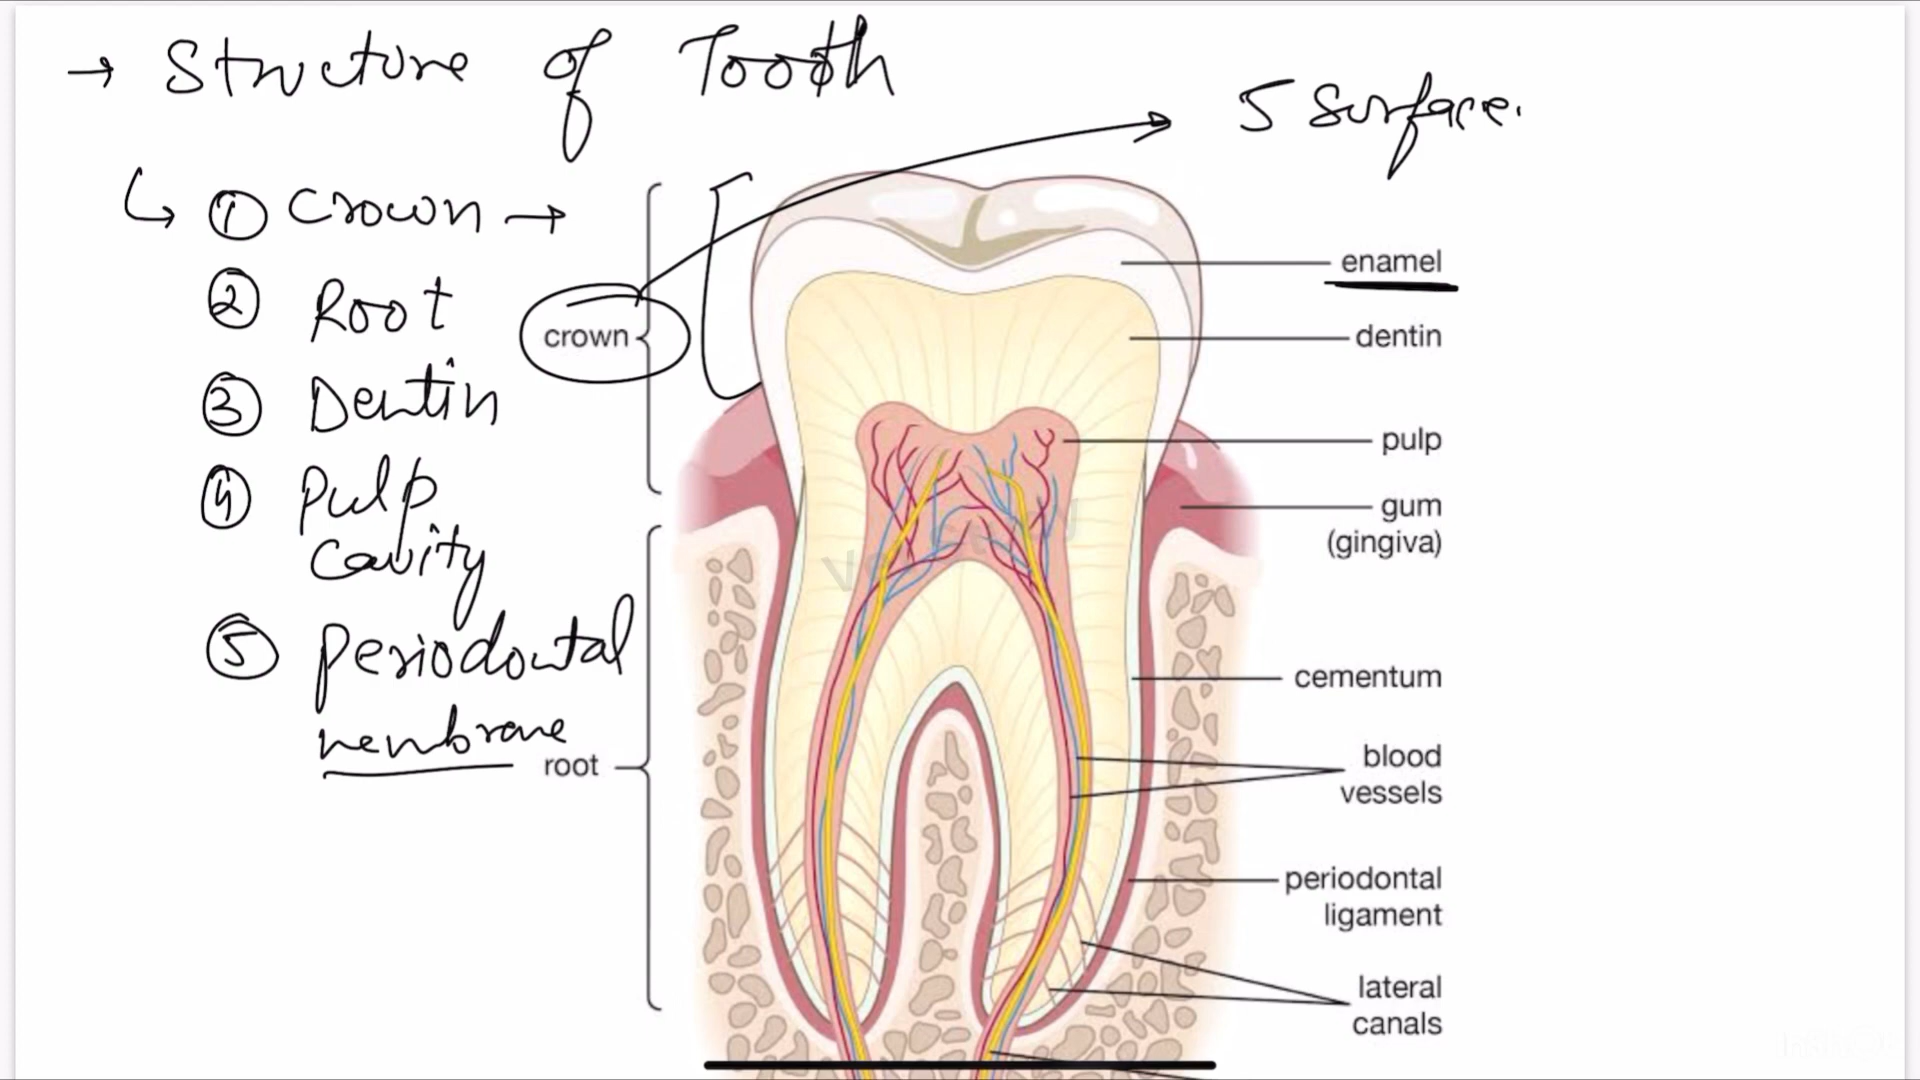 → Structure of Tooth
5 Surface.
↳ ① Crown →
② Root
③ Dentin
④ Pulp
cavity
⑤ Periodontal
membrane
crown
root
enamel
dentin
pulp
gum
(gingiva)
cementum
blood
vessels
periodontal
ligament
lateral
canals